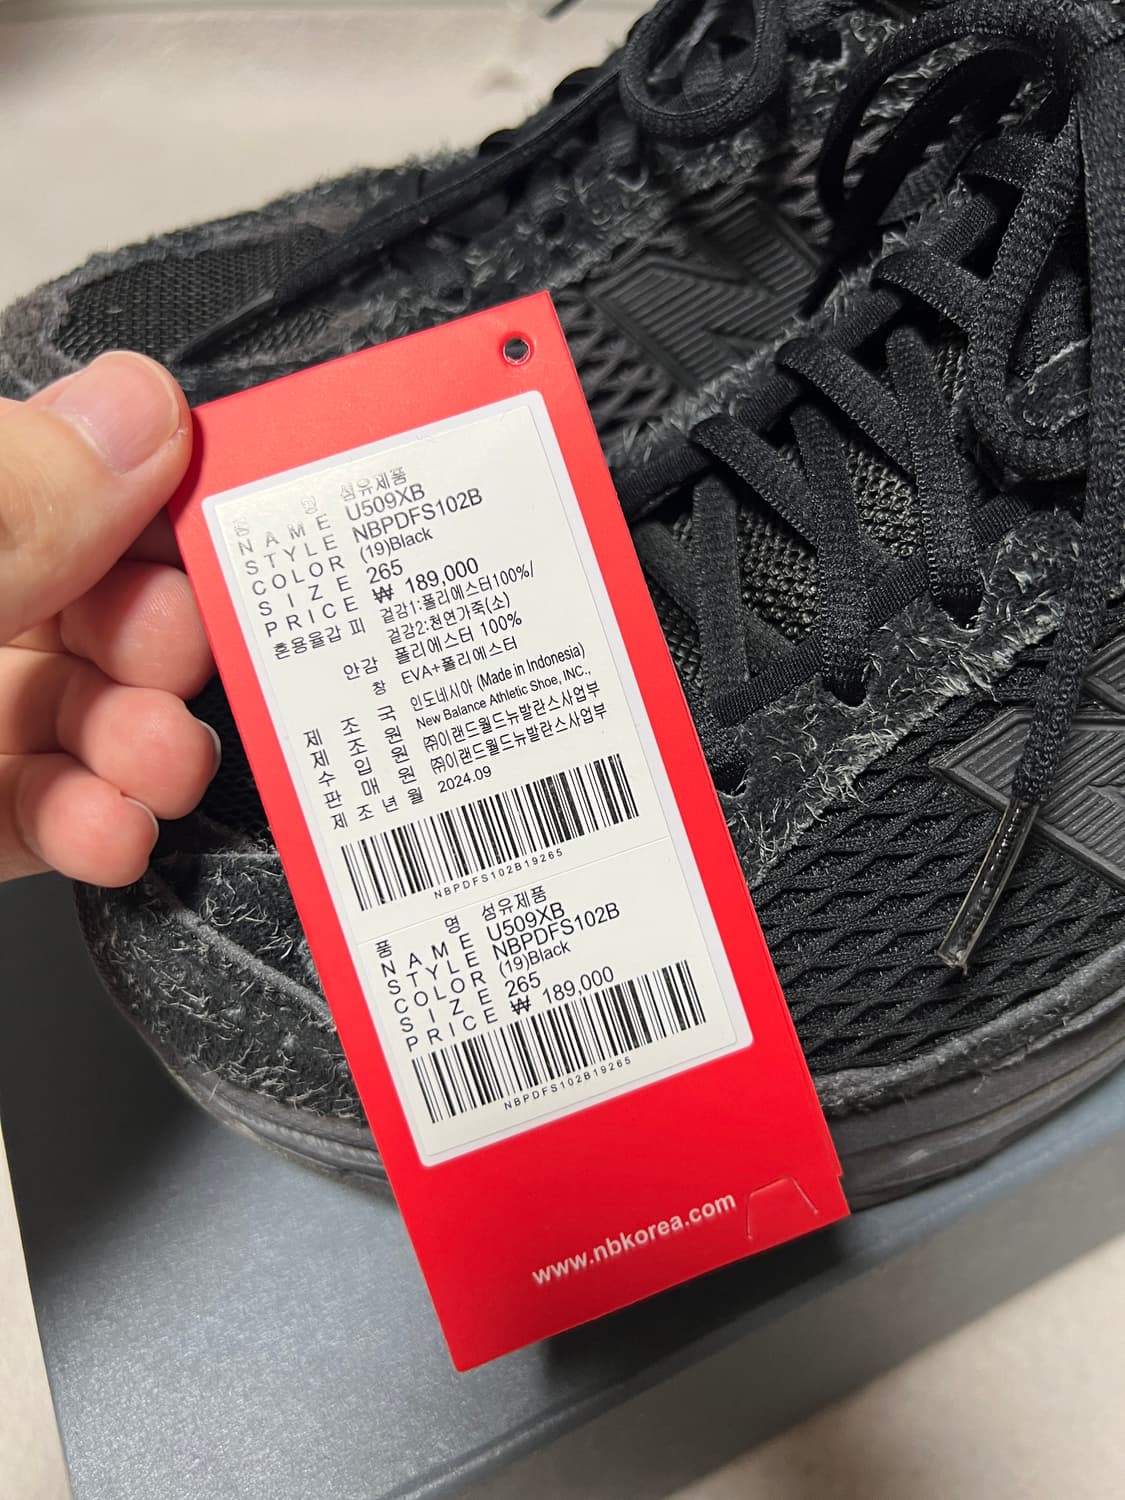 품 명 섬유제품
NAME U509XB
STYLE NBPDFS102B
COLOR (19)Black
SIZE 265
PRICE ₩ 189,000
혼용율갑 피 겉감1:폴리에스터100%/
겉감2:천연가죽(소)
안감 폴리에스터 100%
창 EVA+폴리에스터
제 조 국 인도네시아 (Made in Indonesia)
제 조 원 New Balance Athletic Shoe, INC.,
수 입 원 ㈜이랜드월드뉴발란스사업부
판 매 원 ㈜이랜드월드뉴발란스사업부
제 조 년 월 2024.09
NBPDFS102B19265
품 명 섬유제품
NAME U509XB
STYLE NBPDFS102B
COLOR (19)Black
SIZE 265
PRICE ₩ 189,000
NBPDFS102B19265
www.nbkorea.com